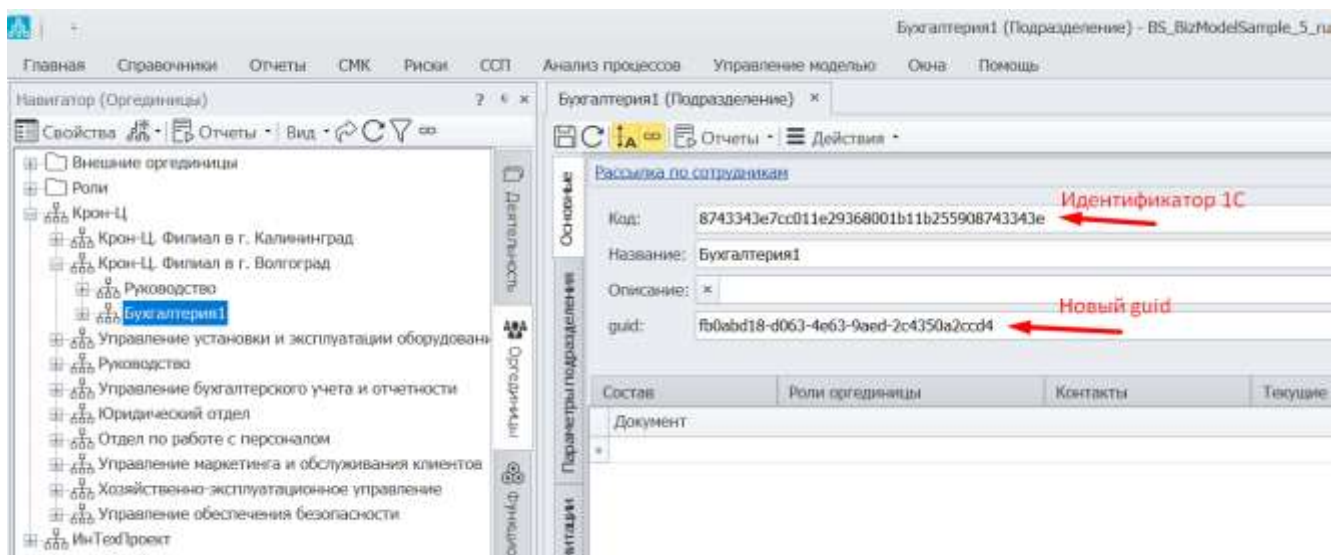 Бухгалтерия1 (Подразделение) - BS_BizModelSample_5_ru
Главная Справочники Отчеты СМК Риски ССП Анализ процессов Управление моделью Окна Помощь
Навигатор (Оргединицы)
Свойства Отчеты Вид
Внешние оргединицы
Роли
Крон-Ц
Крон-Ц. Филиал в г. Калининград
Крон-Ц. Филиал в г. Волгоград
Руководство
Бухгалтерия1
Управление установки и эксплуатации оборудовани
Руководство
Управление бухгалтерского учета и отчетности
Юридический отдел
Отдел по работе с персоналом
Управление маркетинга и обслуживания клиентов
Хозяйственно-эксплуатационное управление
Управление обеспечения безопасности
ИнТехПроект
Деятельность
Оргединицы
Бухгалтерия1 (Подразделение)
Отчеты Действия
Основные
Параметры подразделения
Рассылка по сотрудникам
Идентификатор 1С
Код: 8743343e7cc011e29368001b11b255908743343e
Название: Бухгалтерия1
Описание:
Новый guid
guid: fb0abd18-d063-4e63-9aed-2c4350a2ccd4
Состав Роли оргединицы Контакты Текущие
Документ